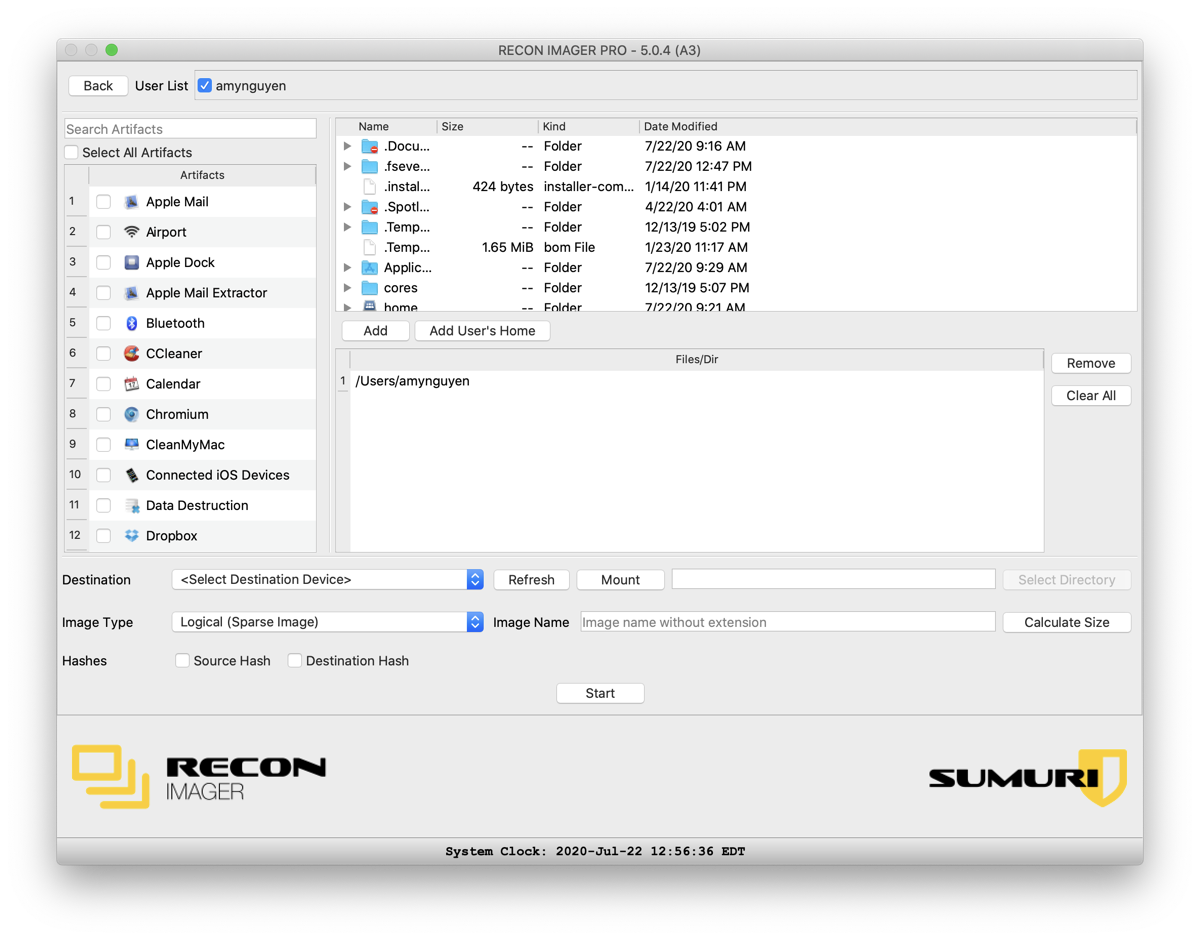 RECON IMAGER PRO - 5.0.4 (A3)
Back User List amynguyen
Search Artifacts
Select All Artifacts
Artifacts
1 Apple Mail
2 Airport
3 Apple Dock
4 Apple Mail Extractor
5 Bluetooth
6 CCleaner
7 Calendar
8 Chromium
9 CleanMyMac
10 Connected iOS Devices
11 Data Destruction
12 Dropbox
Name Size Kind Date Modified
.Docu... -- Folder 7/22/20 9:16 AM
.fseve... -- Folder 7/22/20 12:47 PM
.instal... 424 bytes installer-com... 1/14/20 11:41 PM
.Spotl... -- Folder 4/22/20 4:01 AM
.Temp... -- Folder 12/13/19 5:02 PM
.Temp... 1.65 MiB bom File 1/23/20 11:17 AM
Applic... -- Folder 7/22/20 9:29 AM
cores -- Folder 12/13/19 5:07 PM
home -- Folder 7/22/20 9:21 AM
Add Add User's Home
Files/Dir
1 /Users/amynguyen
Remove
Clear All
Destination <Select Destination Device> Refresh Mount Select Directory
Image Type Logical (Sparse Image) Image Name Image name without extension Calculate Size
Hashes Source Hash Destination Hash
Start
RECON
IMAGER
SUMURI
System Clock: 2020-Jul-22 12:56:36 EDT